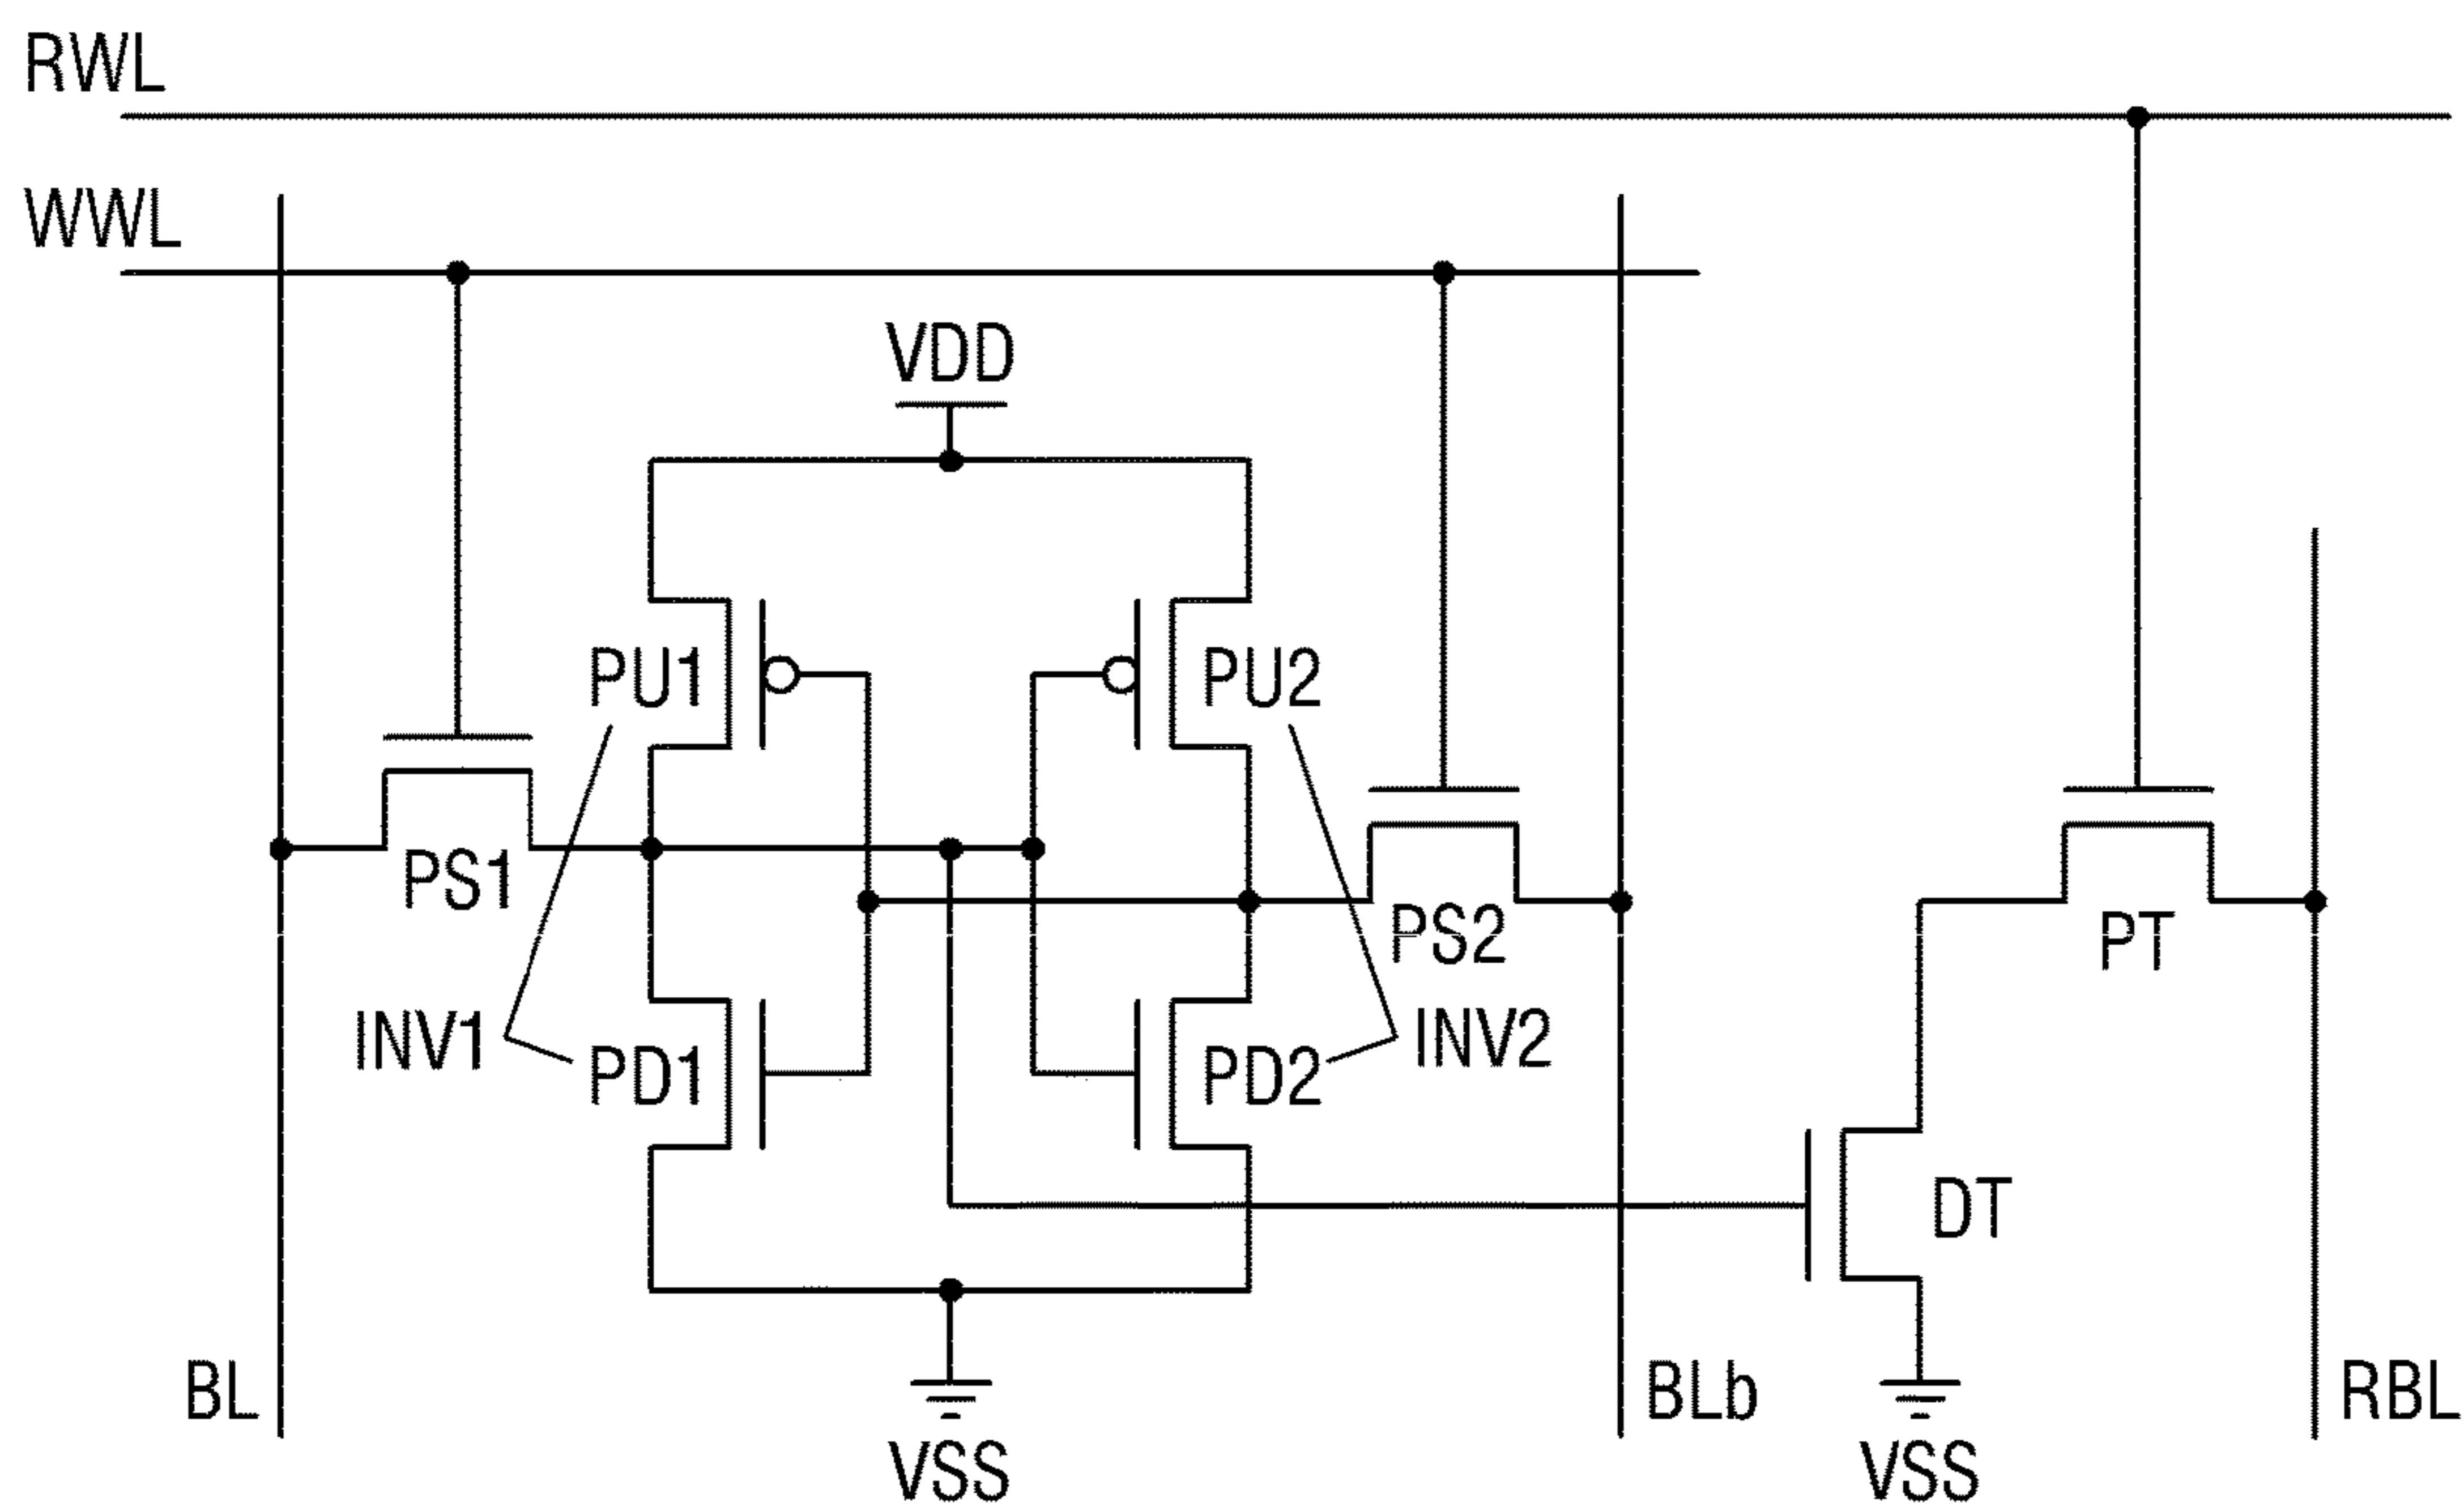 RWL
WWL
VDD
PU1
PU2
PS1
PS2
PT
INV1
PD1
PD2
INV2
DT
BL
BLb
RBL
VSS
VSS